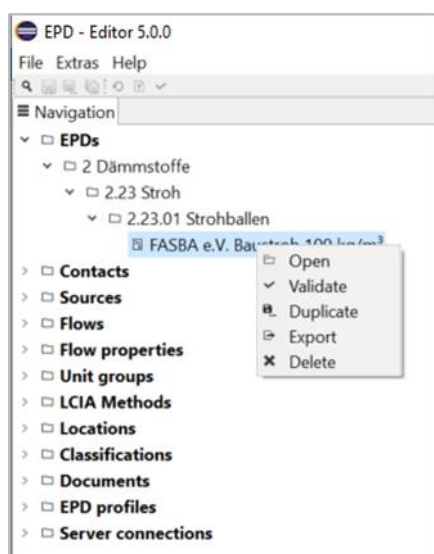 EPD - Editor 5.0.0
File Extras Help
Navigation
EPDs
2 Dämmstoffe
2.23 Stroh
2.23.01 Strohballen
FASBA e.V. Baustroh 100 kg/m³
Open
Validate
Duplicate
Export
Delete
Contacts
Sources
Flows
Flow properties
Unit groups
LCIA Methods
Locations
Classifications
Documents
EPD profiles
Server connections